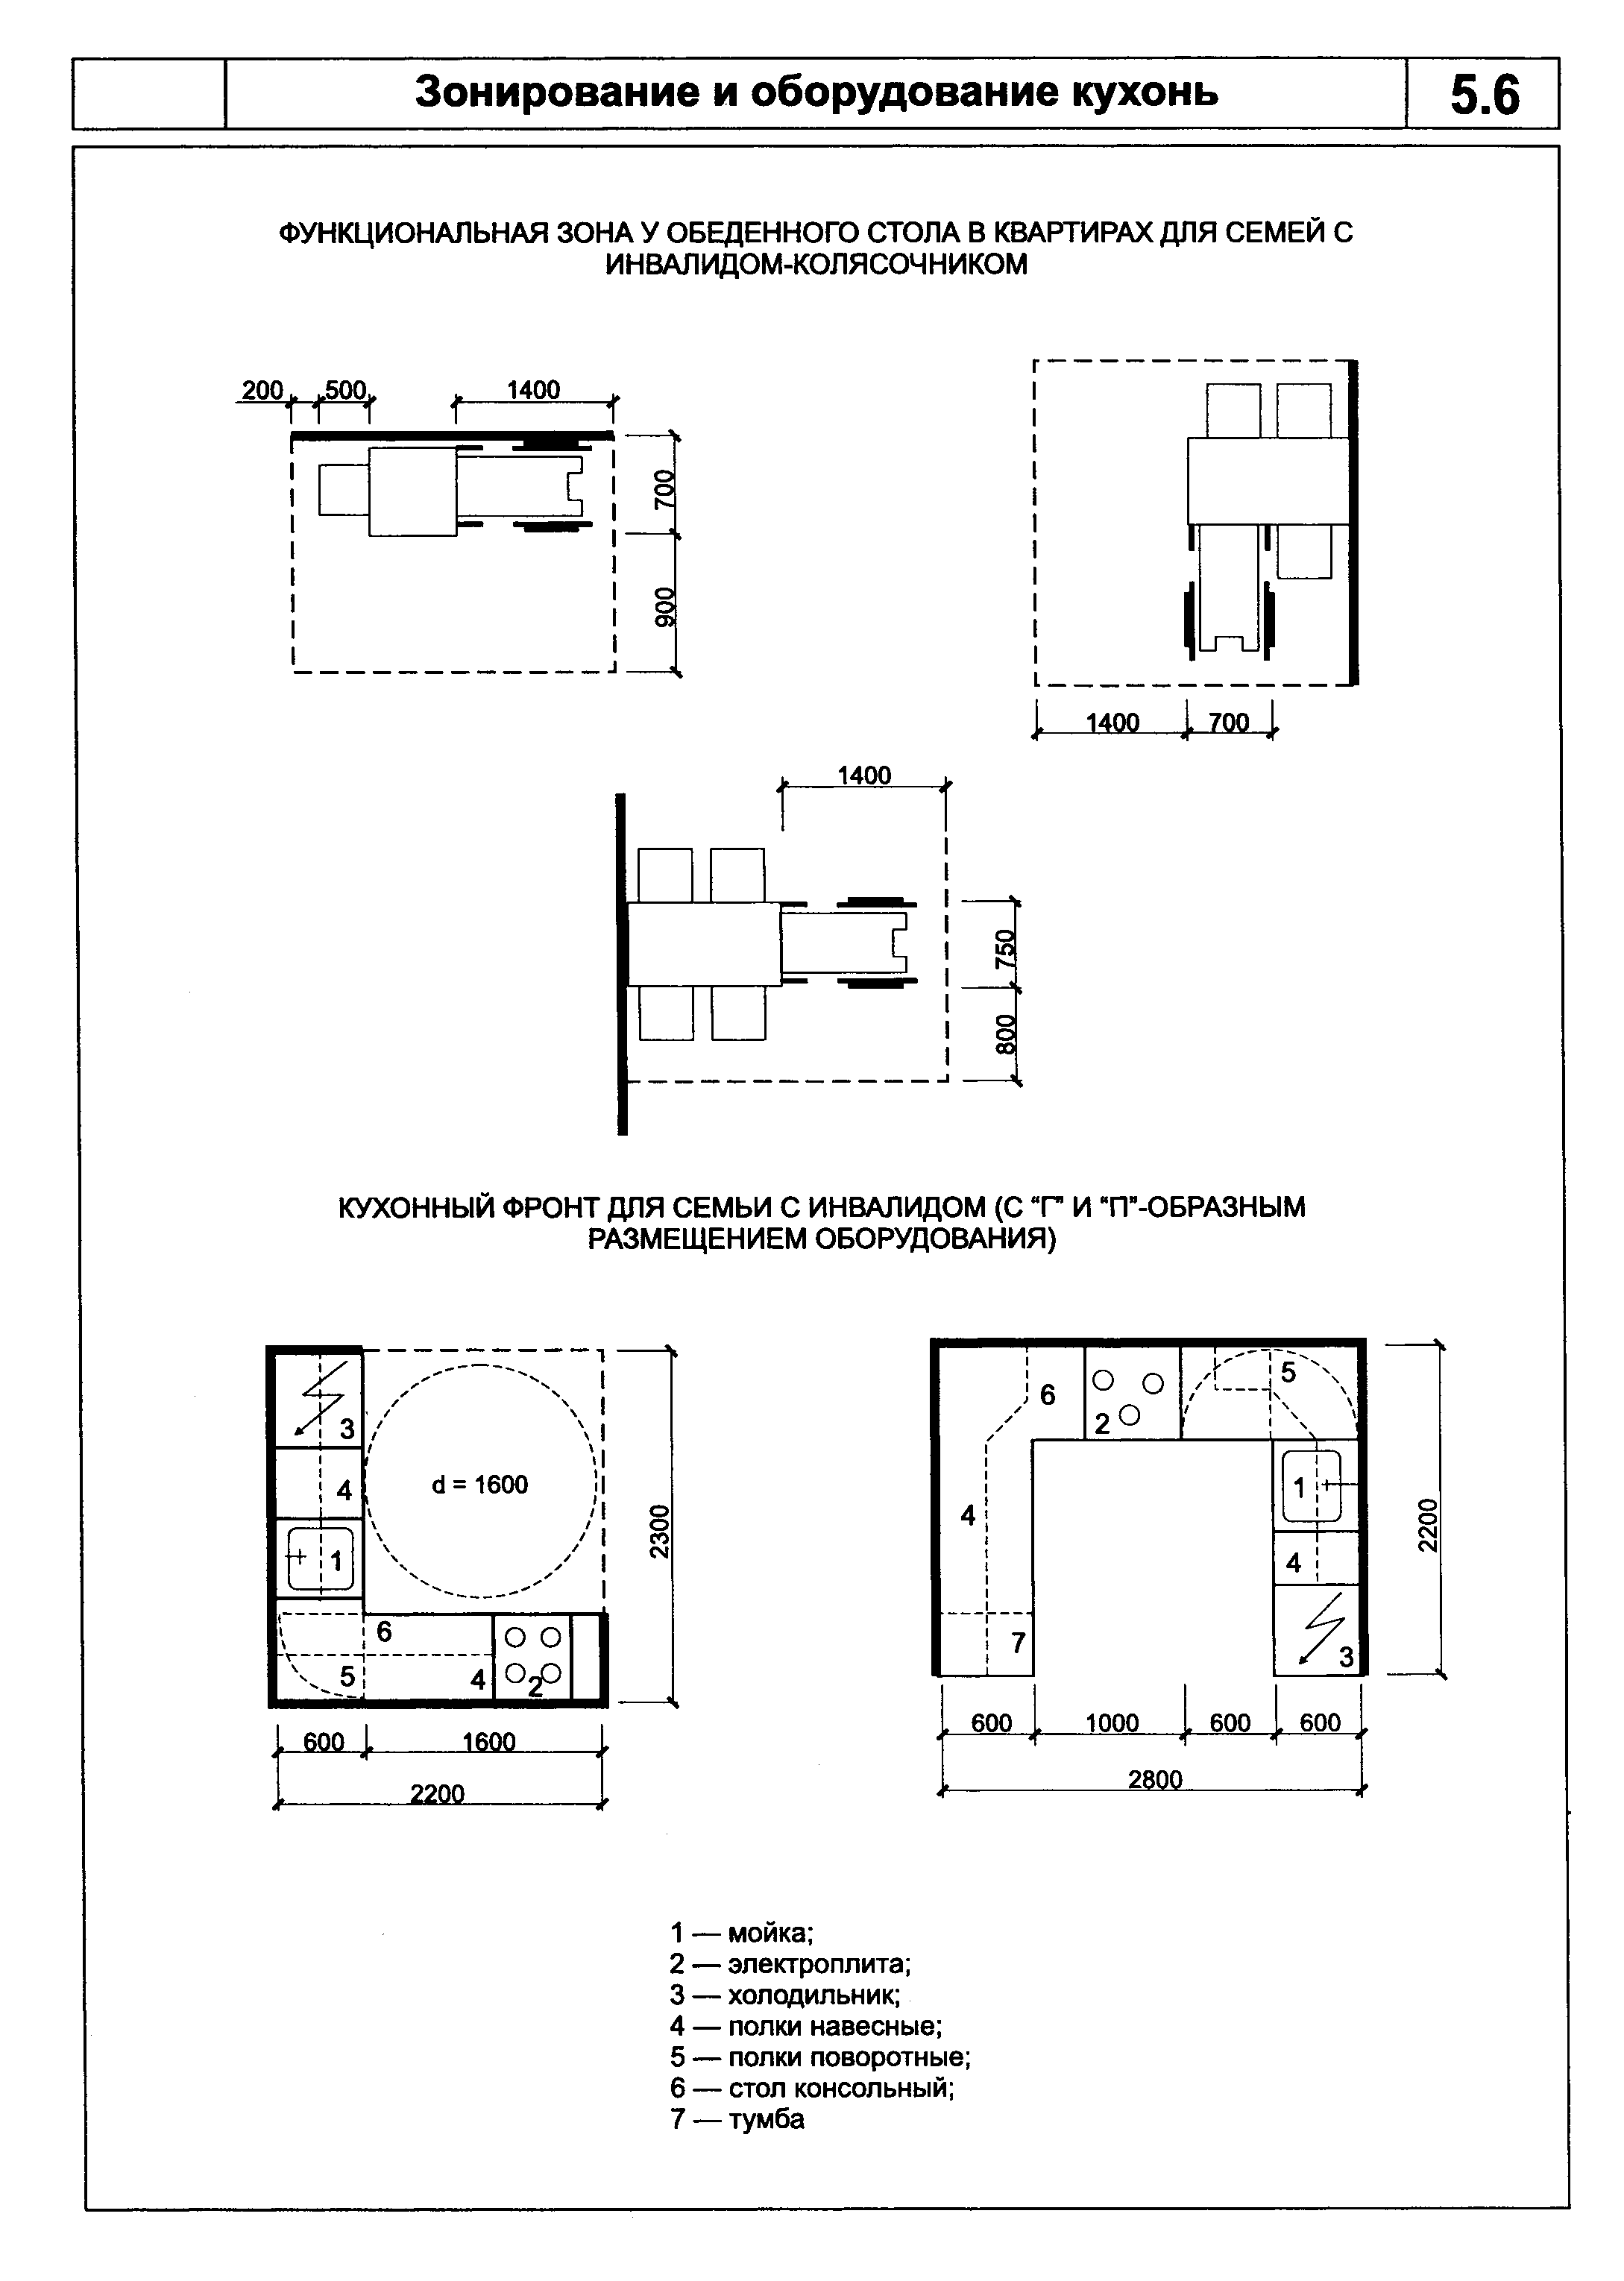 Зонирование и оборудование кухонь
5.6
ФУНКЦИОНАЛЬНАЯ ЗОНА У ОБЕДЕННОГО СТОЛА В КВАРТИРАХ ДЛЯ СЕМЕЙ С
ИНВАЛИДОМ-КОЛЯСОЧНИКОМ
200 500 1400
700
900
1400 700
1400
750
800
КУХОННЫЙ ФРОНТ ДЛЯ СЕМЬИ С ИНВАЛИДОМ (С "Г" И "П"-ОБРАЗНЫМ
РАЗМЕЩЕНИЕМ ОБОРУДОВАНИЯ)
3
4
d = 1600
1
6
5
4
2
2300
600 1600
2200
5
6
2
1
4
4
7
3
2200
600 1000 600 600
2800
1 — мойка;
2 — электроплита;
3 — холодильник;
4 — полки навесные;
5 — полки поворотные;
6 — стол консольный;
7 — тумба